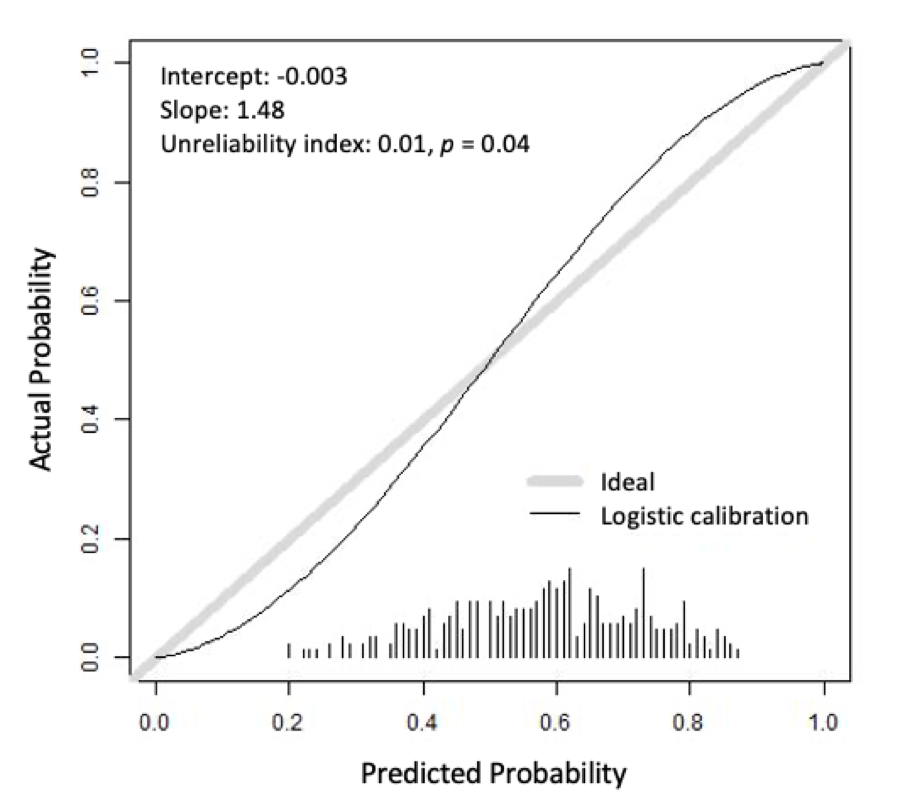 Intercept: -0.003
Slope: 1.48
Unreliability index: 0.01, p = 0.04
Actual Probability
1.0
0.8
0.6
0.4
0.2
0.0
Ideal
Logistic calibration
0.0 0.2 0.4 0.6 0.8 1.0
Predicted Probability